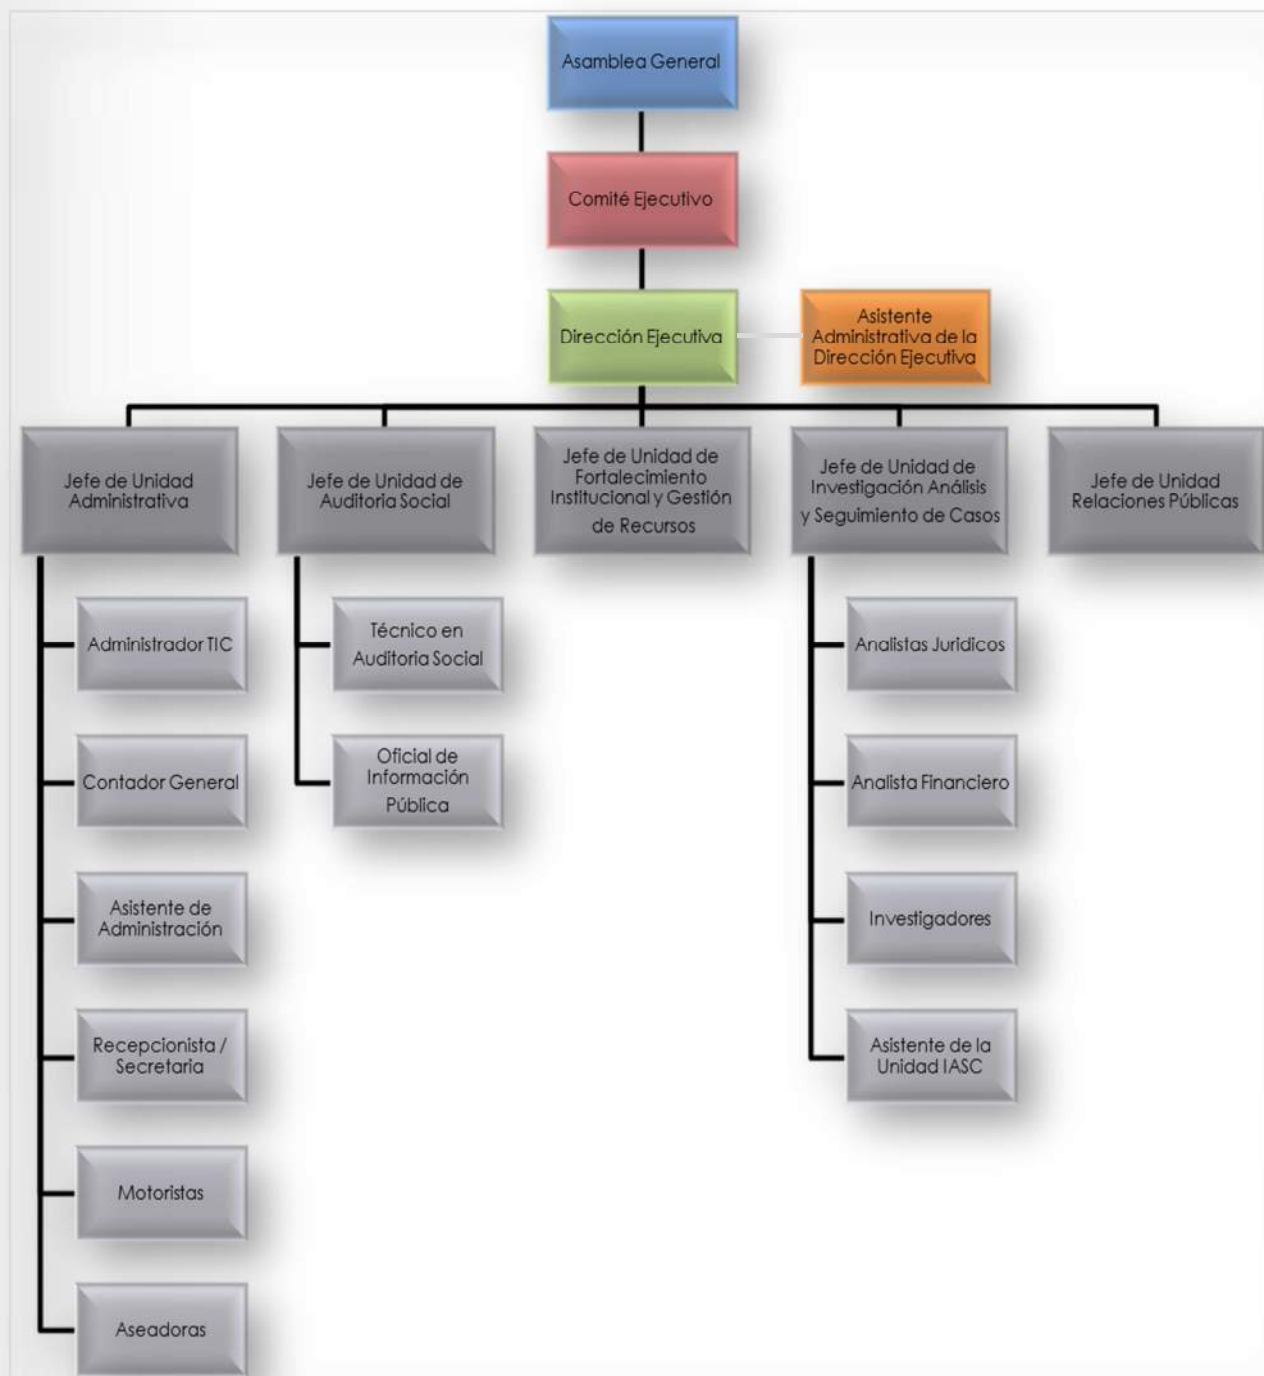 Asamblea General
Comité Ejecutivo
Dirección Ejecutiva
Asistente
Administrativa de la
Dirección Ejecutiva
Jefe de Unidad
Administrativa
Jefe de Unidad de
Auditoria Social
Jefe de Unidad de
Fortalecimiento
Institucional y Gestión
de Recursos
Jefe de Unidad de
Investigación Análisis
y Seguimiento de Casos
Jefe de Unidad
Relaciones Públicas
Administrador TIC
Contador General
Asistente de
Administración
Recepcionista /
Secretaria
Motoristas
Aseadoras
Técnico en
Auditoria Social
Oficial de
Información
Pública
Analistas Juridicos
Analista Financiero
Investigadores
Asistente de la
Unidad IASC